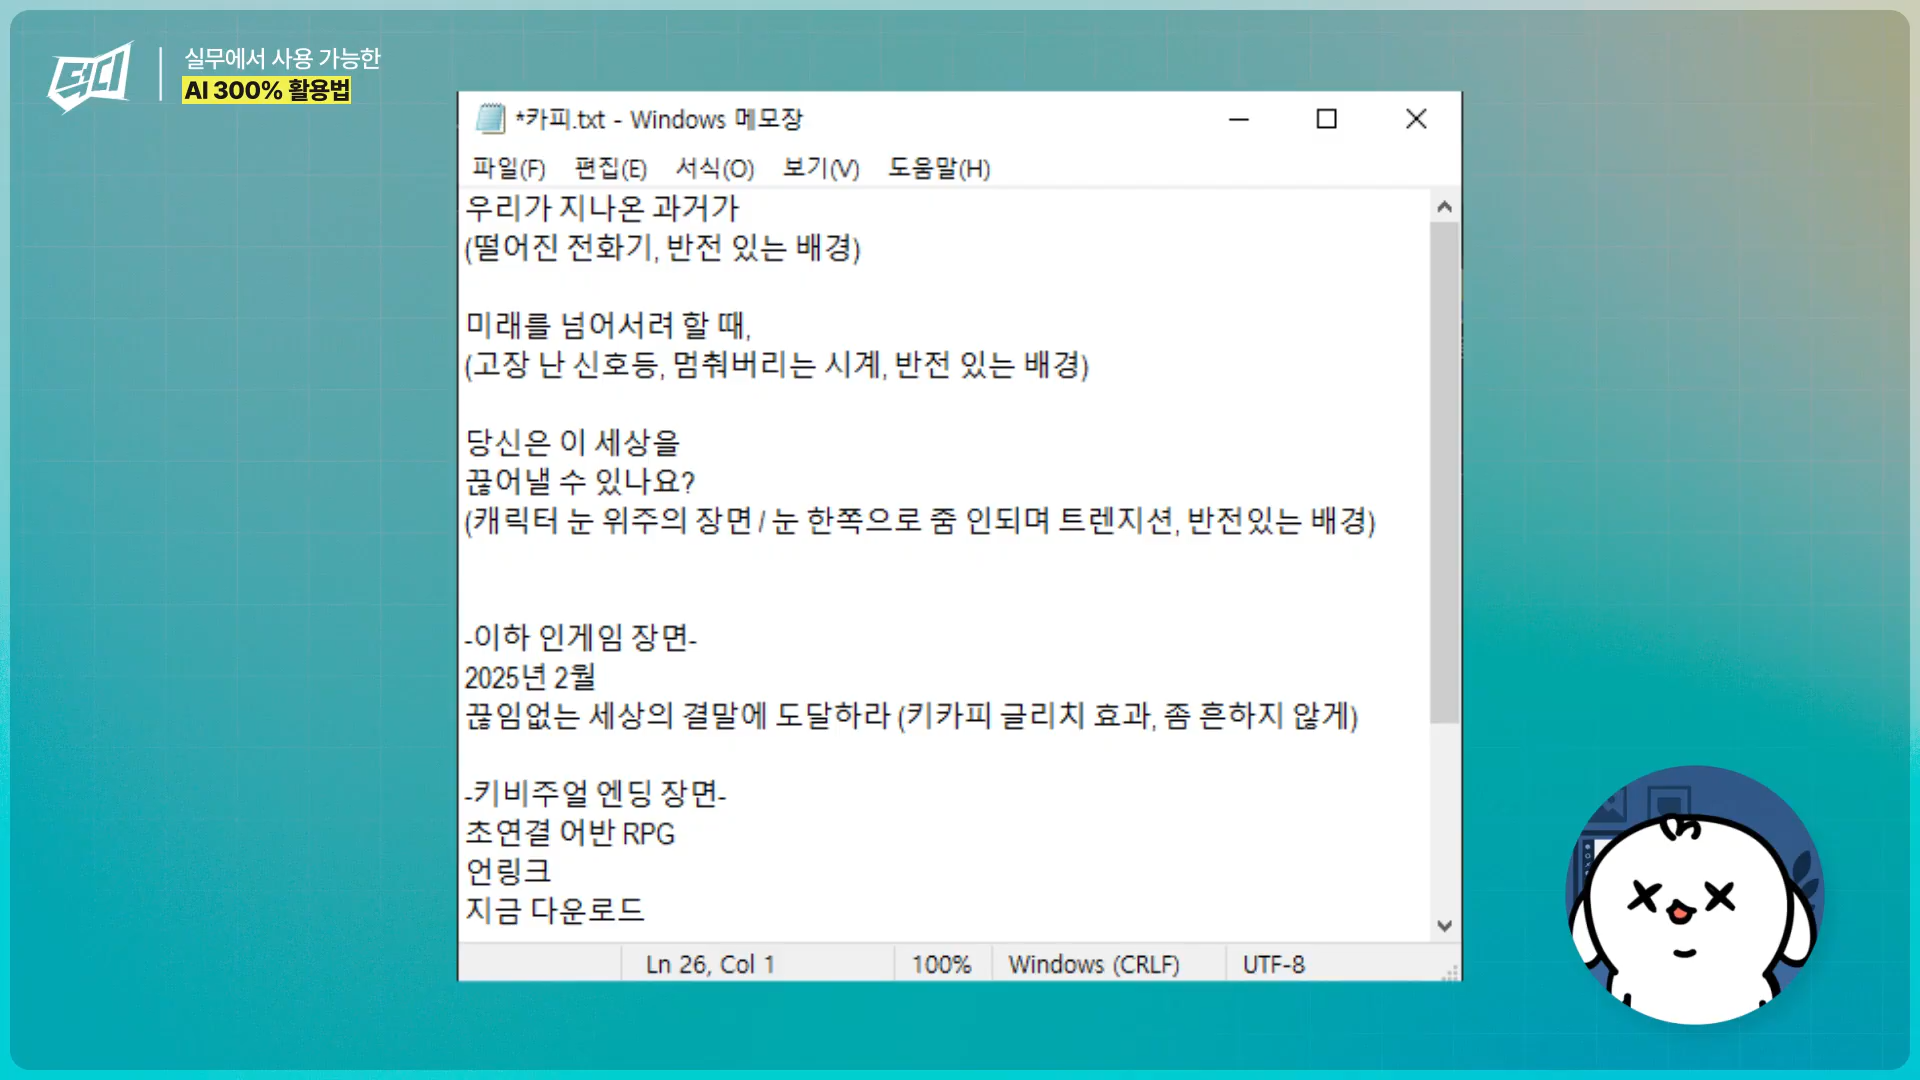 던디
실무에서 사용 가능한
AI 300% 활용법
*카피.txt - Windows 메모장
파일(F) 편집(E) 서식(O) 보기(V) 도움말(H)
우리가 지나온 과거가
(떨어진 전화기, 반전 있는 배경)
미래를 넘어서려 할 때,
(고장 난 신호등, 멈춰버리는 시계, 반전 있는 배경)
당신은 이 세상을
끊어낼 수 있나요?
(캐릭터 눈 위주의 장면 / 눈 한쪽으로 줌 인되며 트렌지션, 반전있는 배경)
-이하 인게임 장면-
2025년 2월
끊임없는 세상의 결말에 도달하라 (키카피 글리치 효과, 좀 흔하지 않게)
-키비주얼 엔딩 장면-
초연결 어반 RPG
언링크
지금 다운로드
Ln 26, Col 1 100% Windows (CRLF) UTF-8